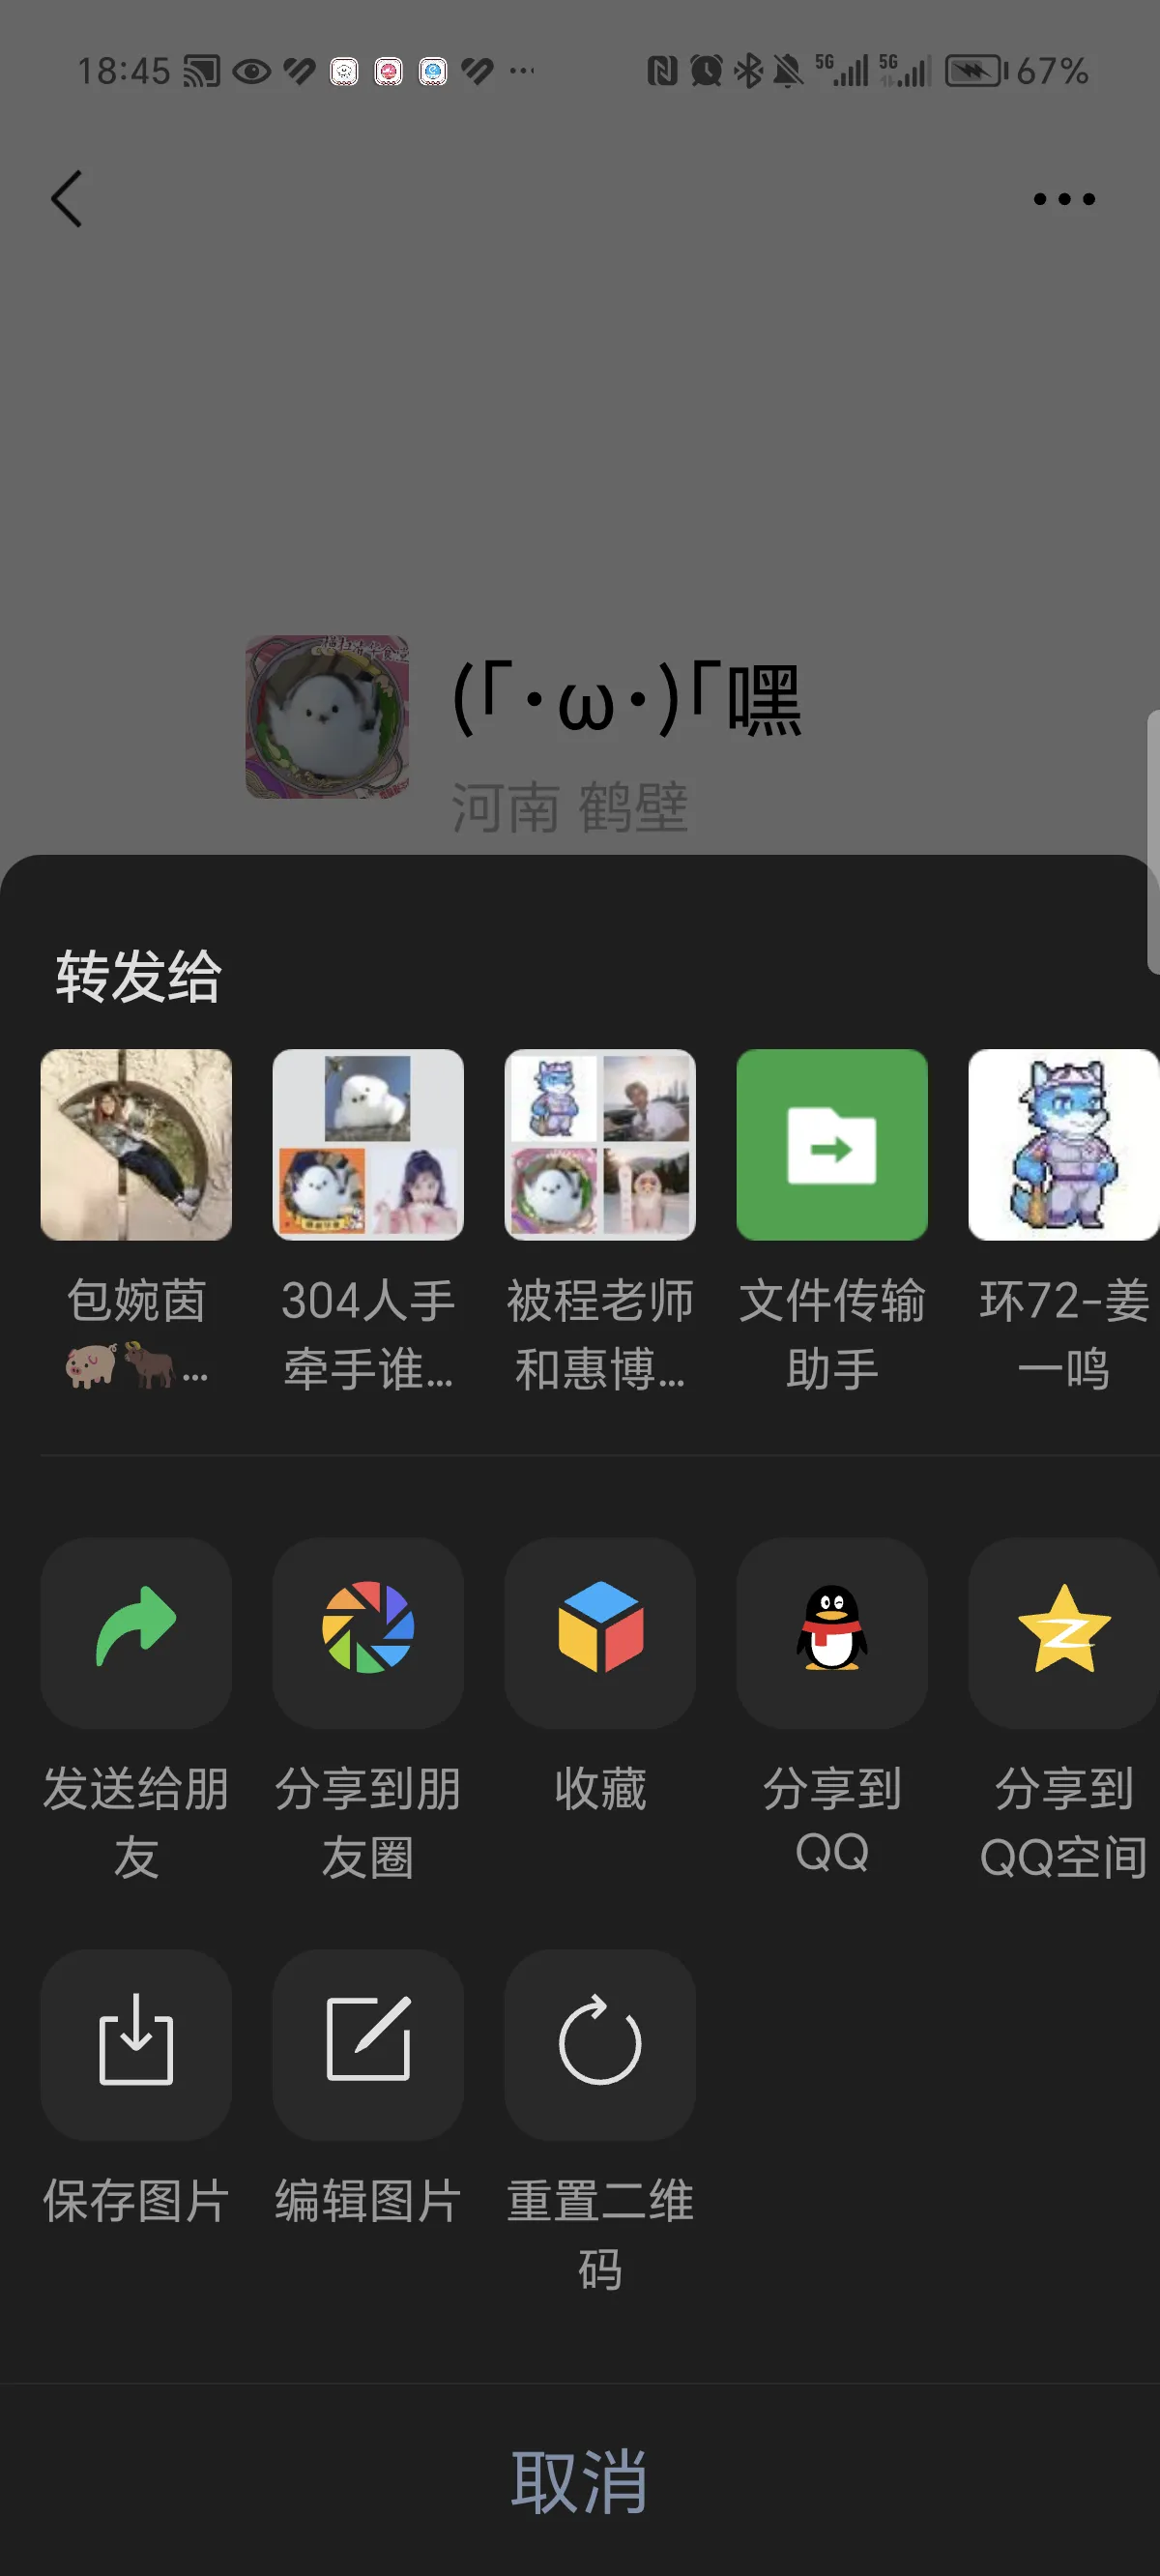 18:45 5G 5G 67%
(「·ω·)「嘿
河南 鹤壁
转发给
包婉茵 304人手 被程老师 文件传输 环72-姜
... 牵手谁... 和惠博... 助手 一鸣
发送给朋 分享到朋 收藏 分享到 分享到
友 友圈 QQ QQ空间
保存图片 编辑图片 重置二维
码
取消